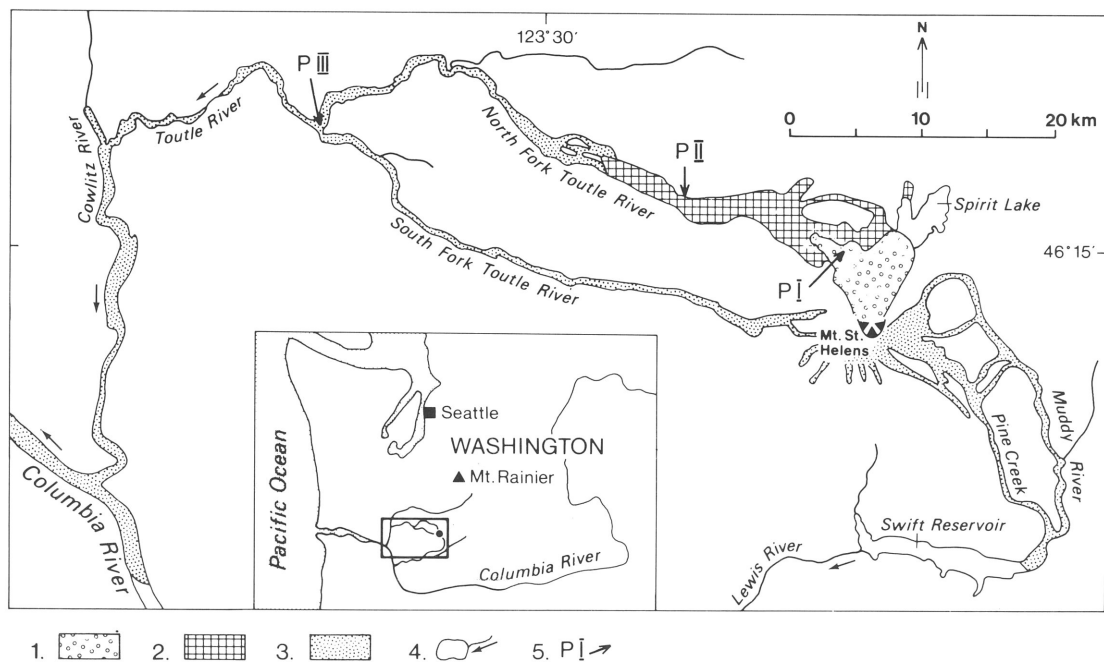 123° 30′
N
P III
0 10 20 km
Toutle River
Cowlitz River
North Fork Toutle River
P II
Spirit Lake
46° 15′
South Fork Toutle River
P I
Mt. St.
Helens
Seattle
WASHINGTON
Mt. Rainier
Pacific Ocean
Columbia River
Columbia River
Muddy River
Pine Creek
Swift Reservoir
Lewis River
1. 2. 3. 4. 5. P I